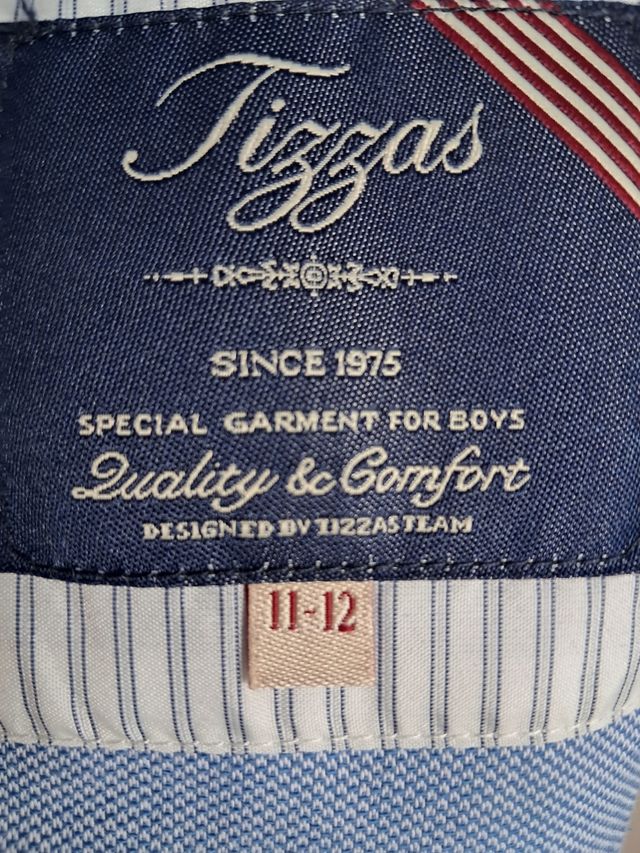 Tizzas
SINCE 1975
SPECIAL GARMENT FOR BOYS
Quality & Comfort
DESIGNED BY TIZZAS TEAM
11-12